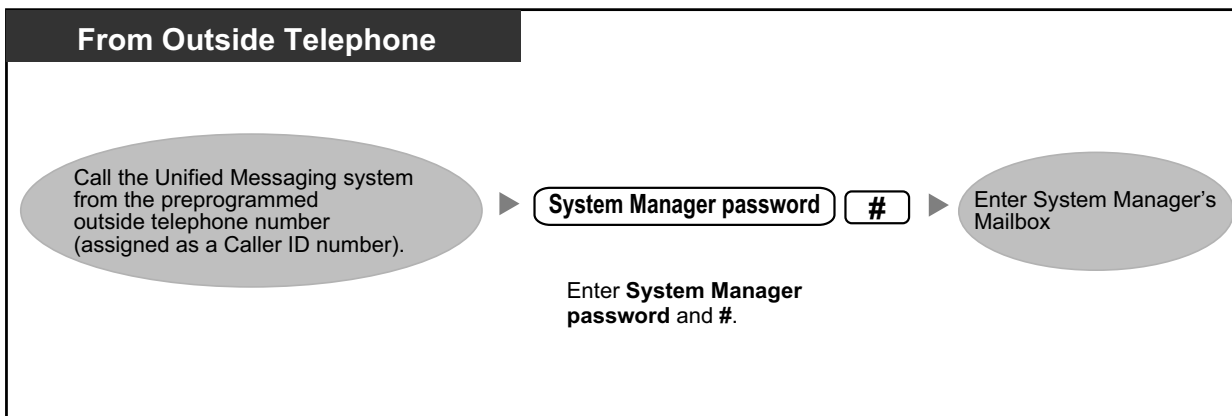 From Outside Telephone
Call the Unified Messaging system
from the preprogrammed
outside telephone number
(assigned as a Caller ID number).
System Manager password #
Enter System Manager
password and #.
Enter System Manager’s
Mailbox